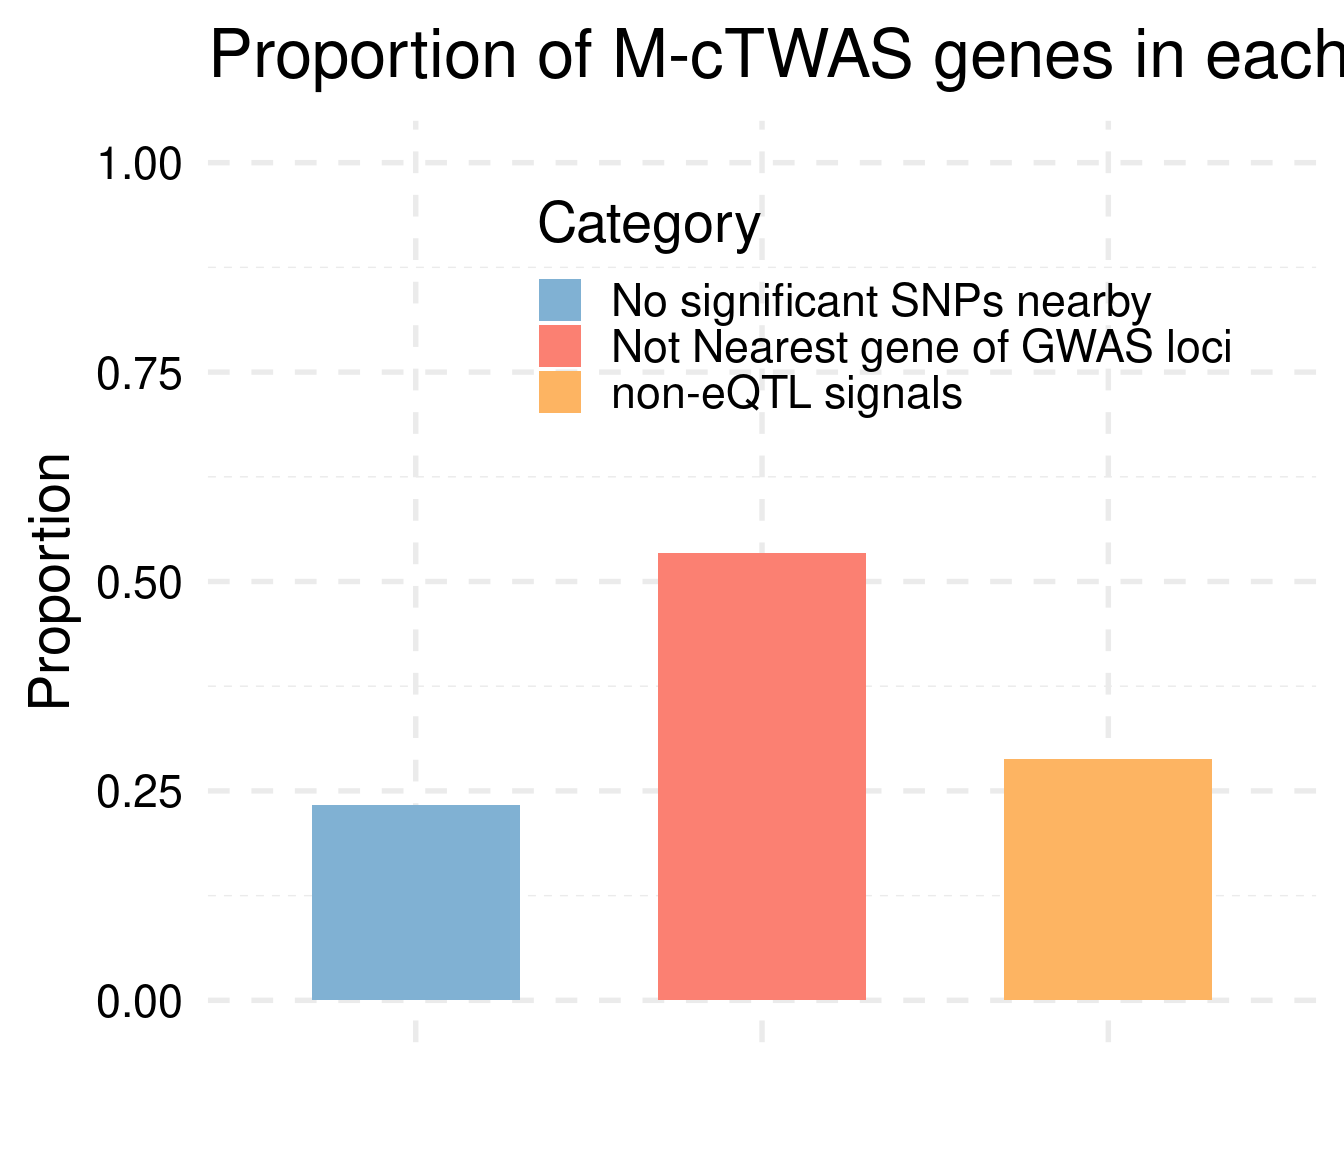 Proportion of M-cTWAS genes in each
1.00
Category
No significant SNPs nearby
Not Nearest gene of GWAS loci
0.75
non-eQTL signals
Proportion
0.50
0.25
0.00